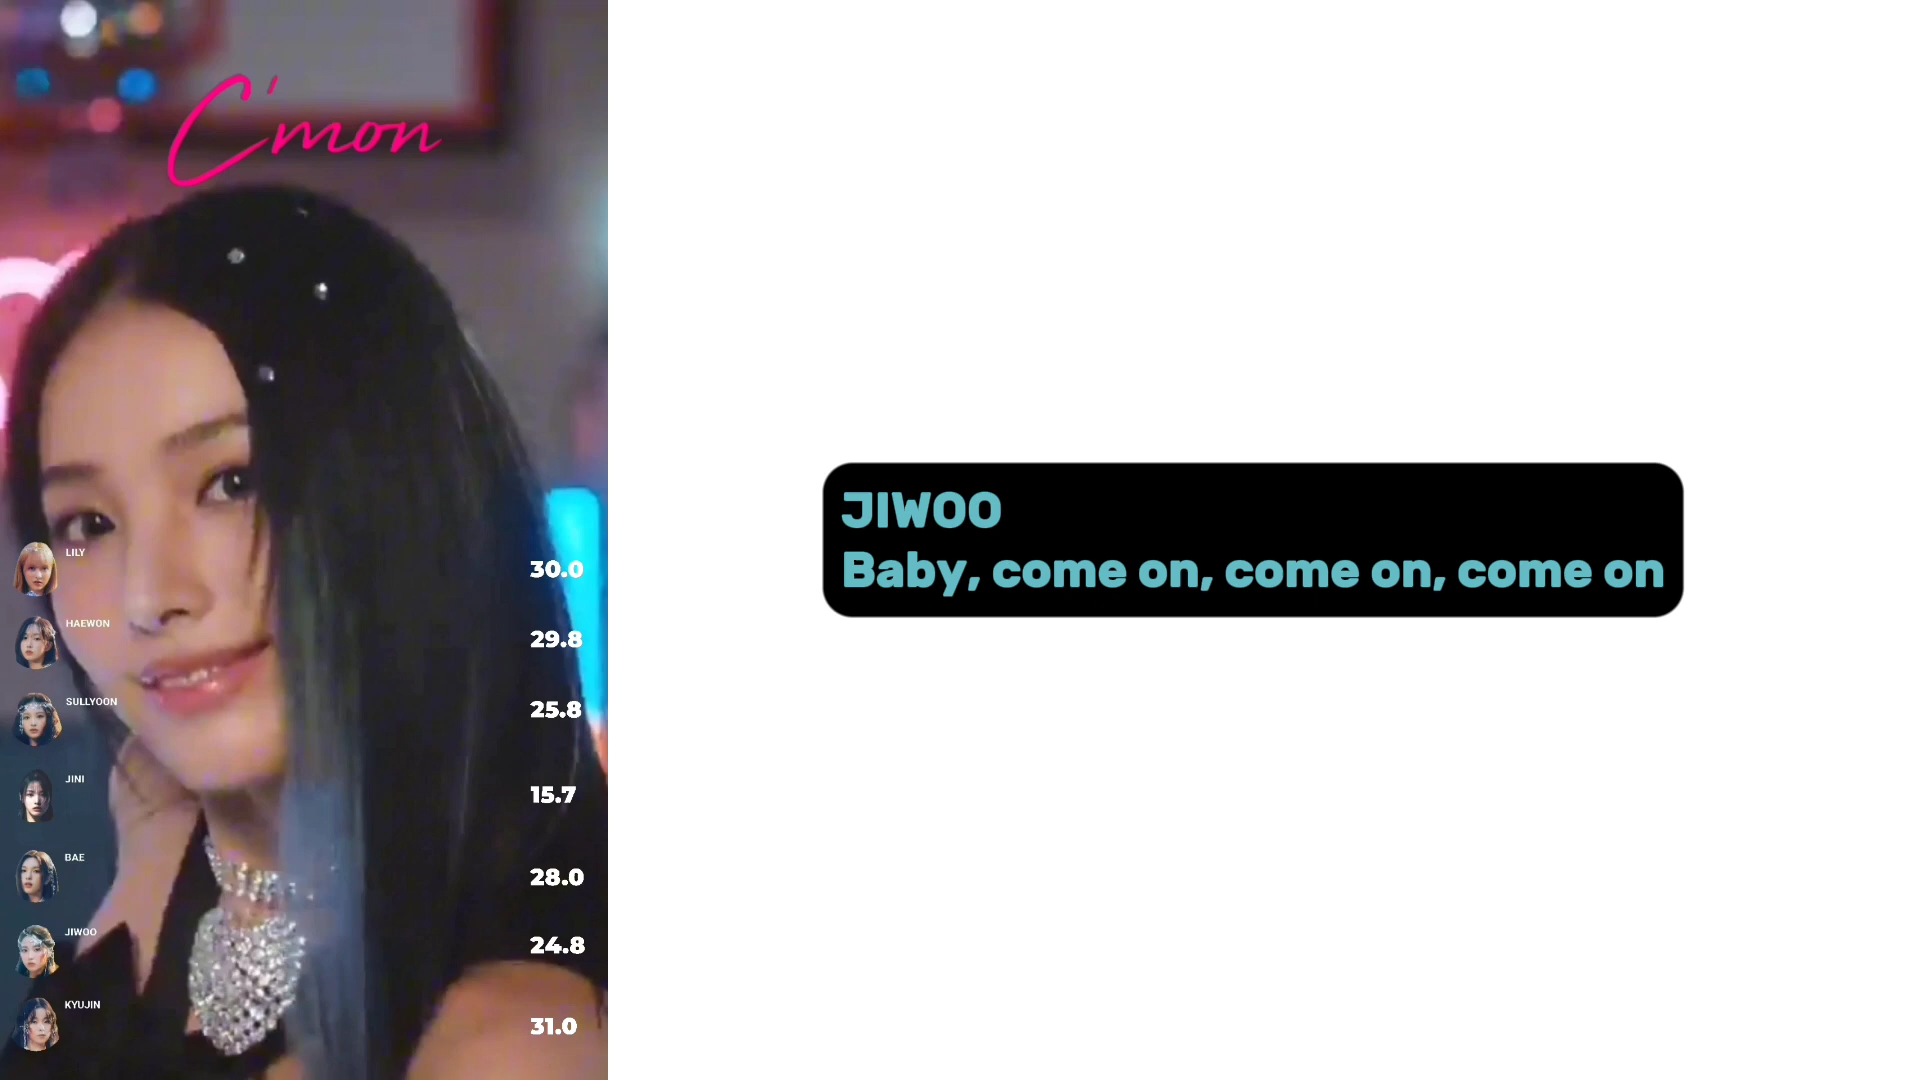 C'mon
LILY
30.0
HAEWON
29.8
SULLYOON
25.8
JINI
15.7
BAE
28.0
JIWOO
24.8
KYUJIN
31.0
JIWOO
Baby, come on, come on, come on